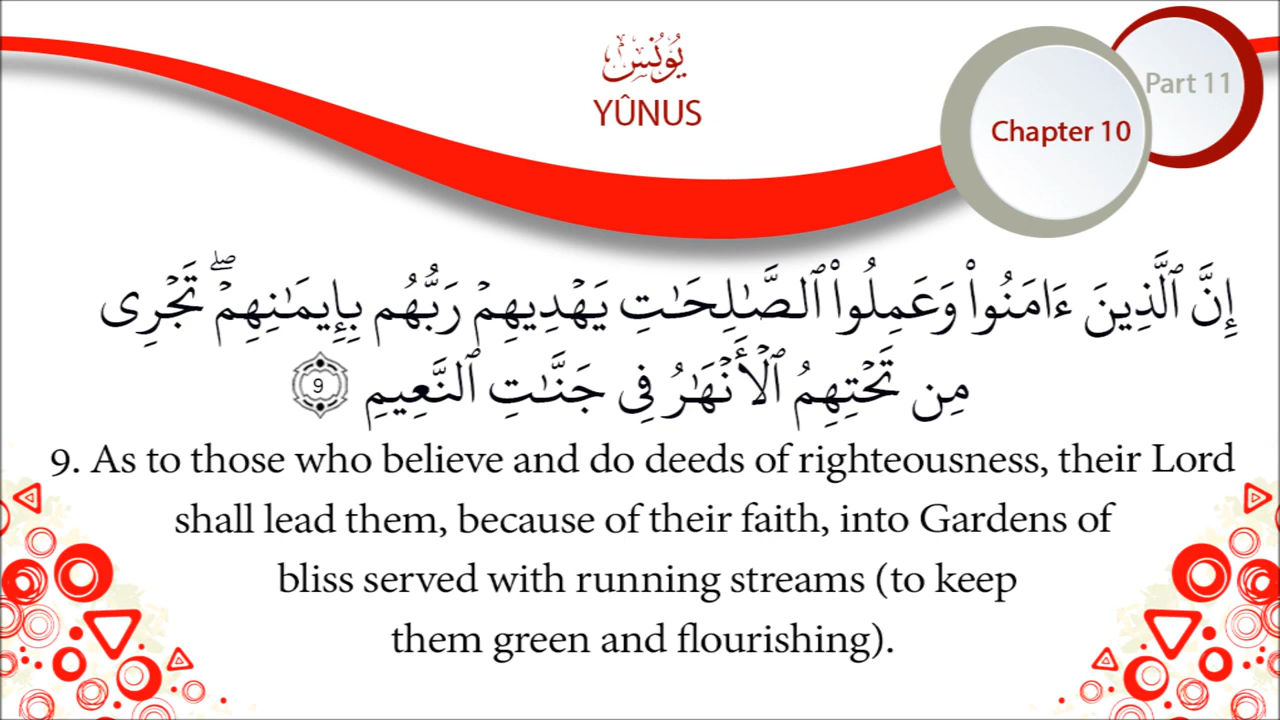 يُونُس
YÛNUS
Part 11
Chapter 10
إِنَّ ٱلَّذِينَ ءَامَنُوا۟ وَعَمِلُوا۟ ٱلصَّٰلِحَٰتِ يَهْدِيهِمْ رَبُّهُم بِإِيمَٰنِهِمْ ۖ تَجْرِى
مِن تَحْتِهِمُ ٱلْأَنْهَٰرُ فِى جَنَّٰتِ ٱلنَّعِيمِ 9
9. As to those who believe and do deeds of righteousness, their Lord
shall lead them, because of their faith, into Gardens of
bliss served with running streams (to keep
them green and flourishing).